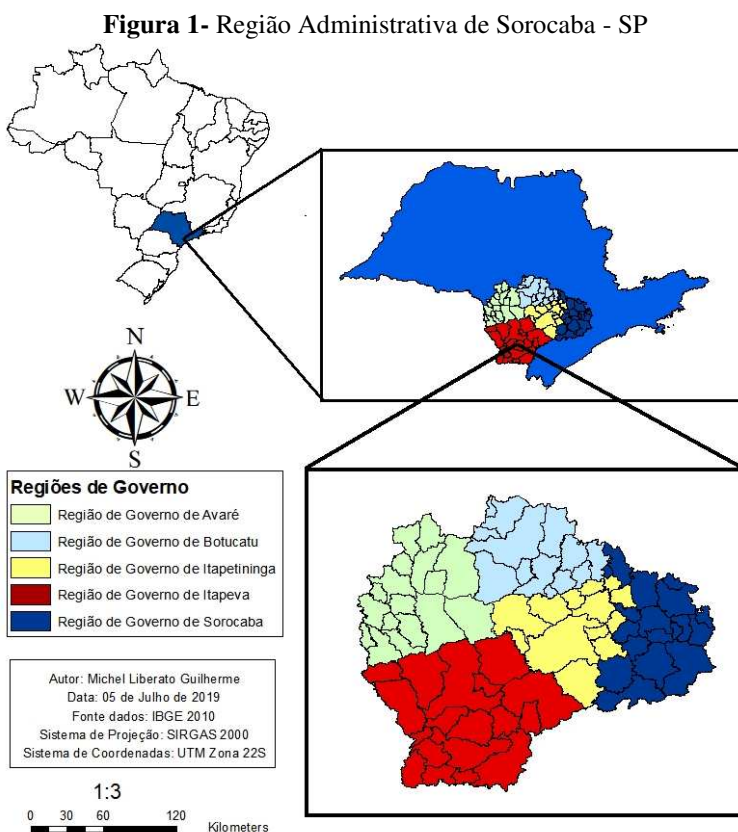 Figura 1- Região Administrativa de Sorocaba - SP
N
W E
S
Regiões de Governo
Região de Governo de Avaré
Região de Governo de Botucatu
Região de Governo de Itapetininga
Região de Governo de Itapeva
Região de Governo de Sorocaba
Autor: Michel Liberato Guilherme
Data: 05 de Julho de 2019
Fonte dados: IBGE 2010
Sistema de Projeção: SIRGAS 2000
Sistema de Coordenadas: UTM Zona 22S
1:3
0 30 60 120
Kilometers